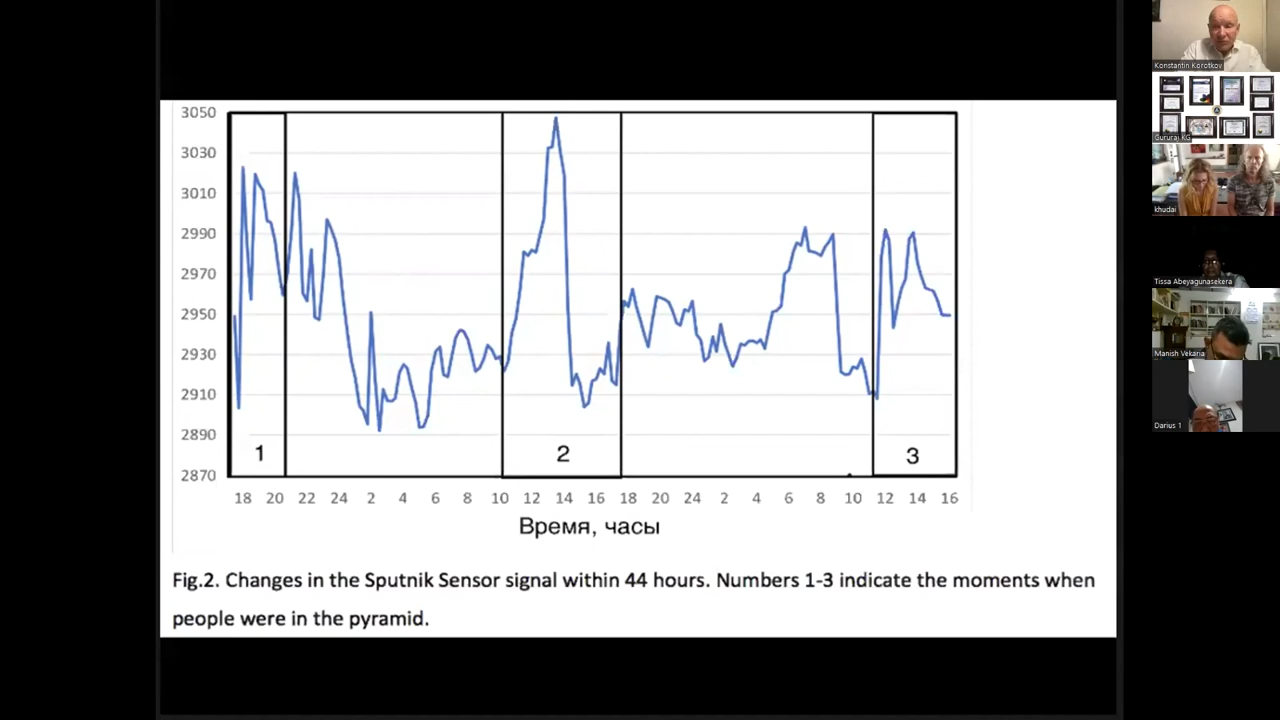 3050
3030
3010
2990
2970
2950
2930
2910
2890
2870
1 2 3
18 20 22 24 2 4 6 8 10 12 14 16 18 20 24 2 4 6 8 10 12 14 16
Время, часы
Fig.2. Changes in the Sputnik Sensor signal within 44 hours. Numbers 1-3 indicate the moments when
people were in the pyramid.
Konstantin Korotkov
Gururaj KG
khudai
Tissa Abeyagunasekera
Manish Vekaria
Darius 1